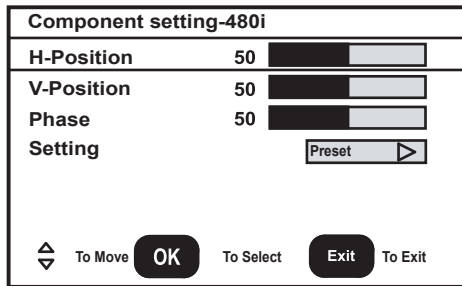 Component setting-480i
H-Position 50
V-Position 50
Phase 50
Setting Preset
To Move OK To Select Exit To Exit